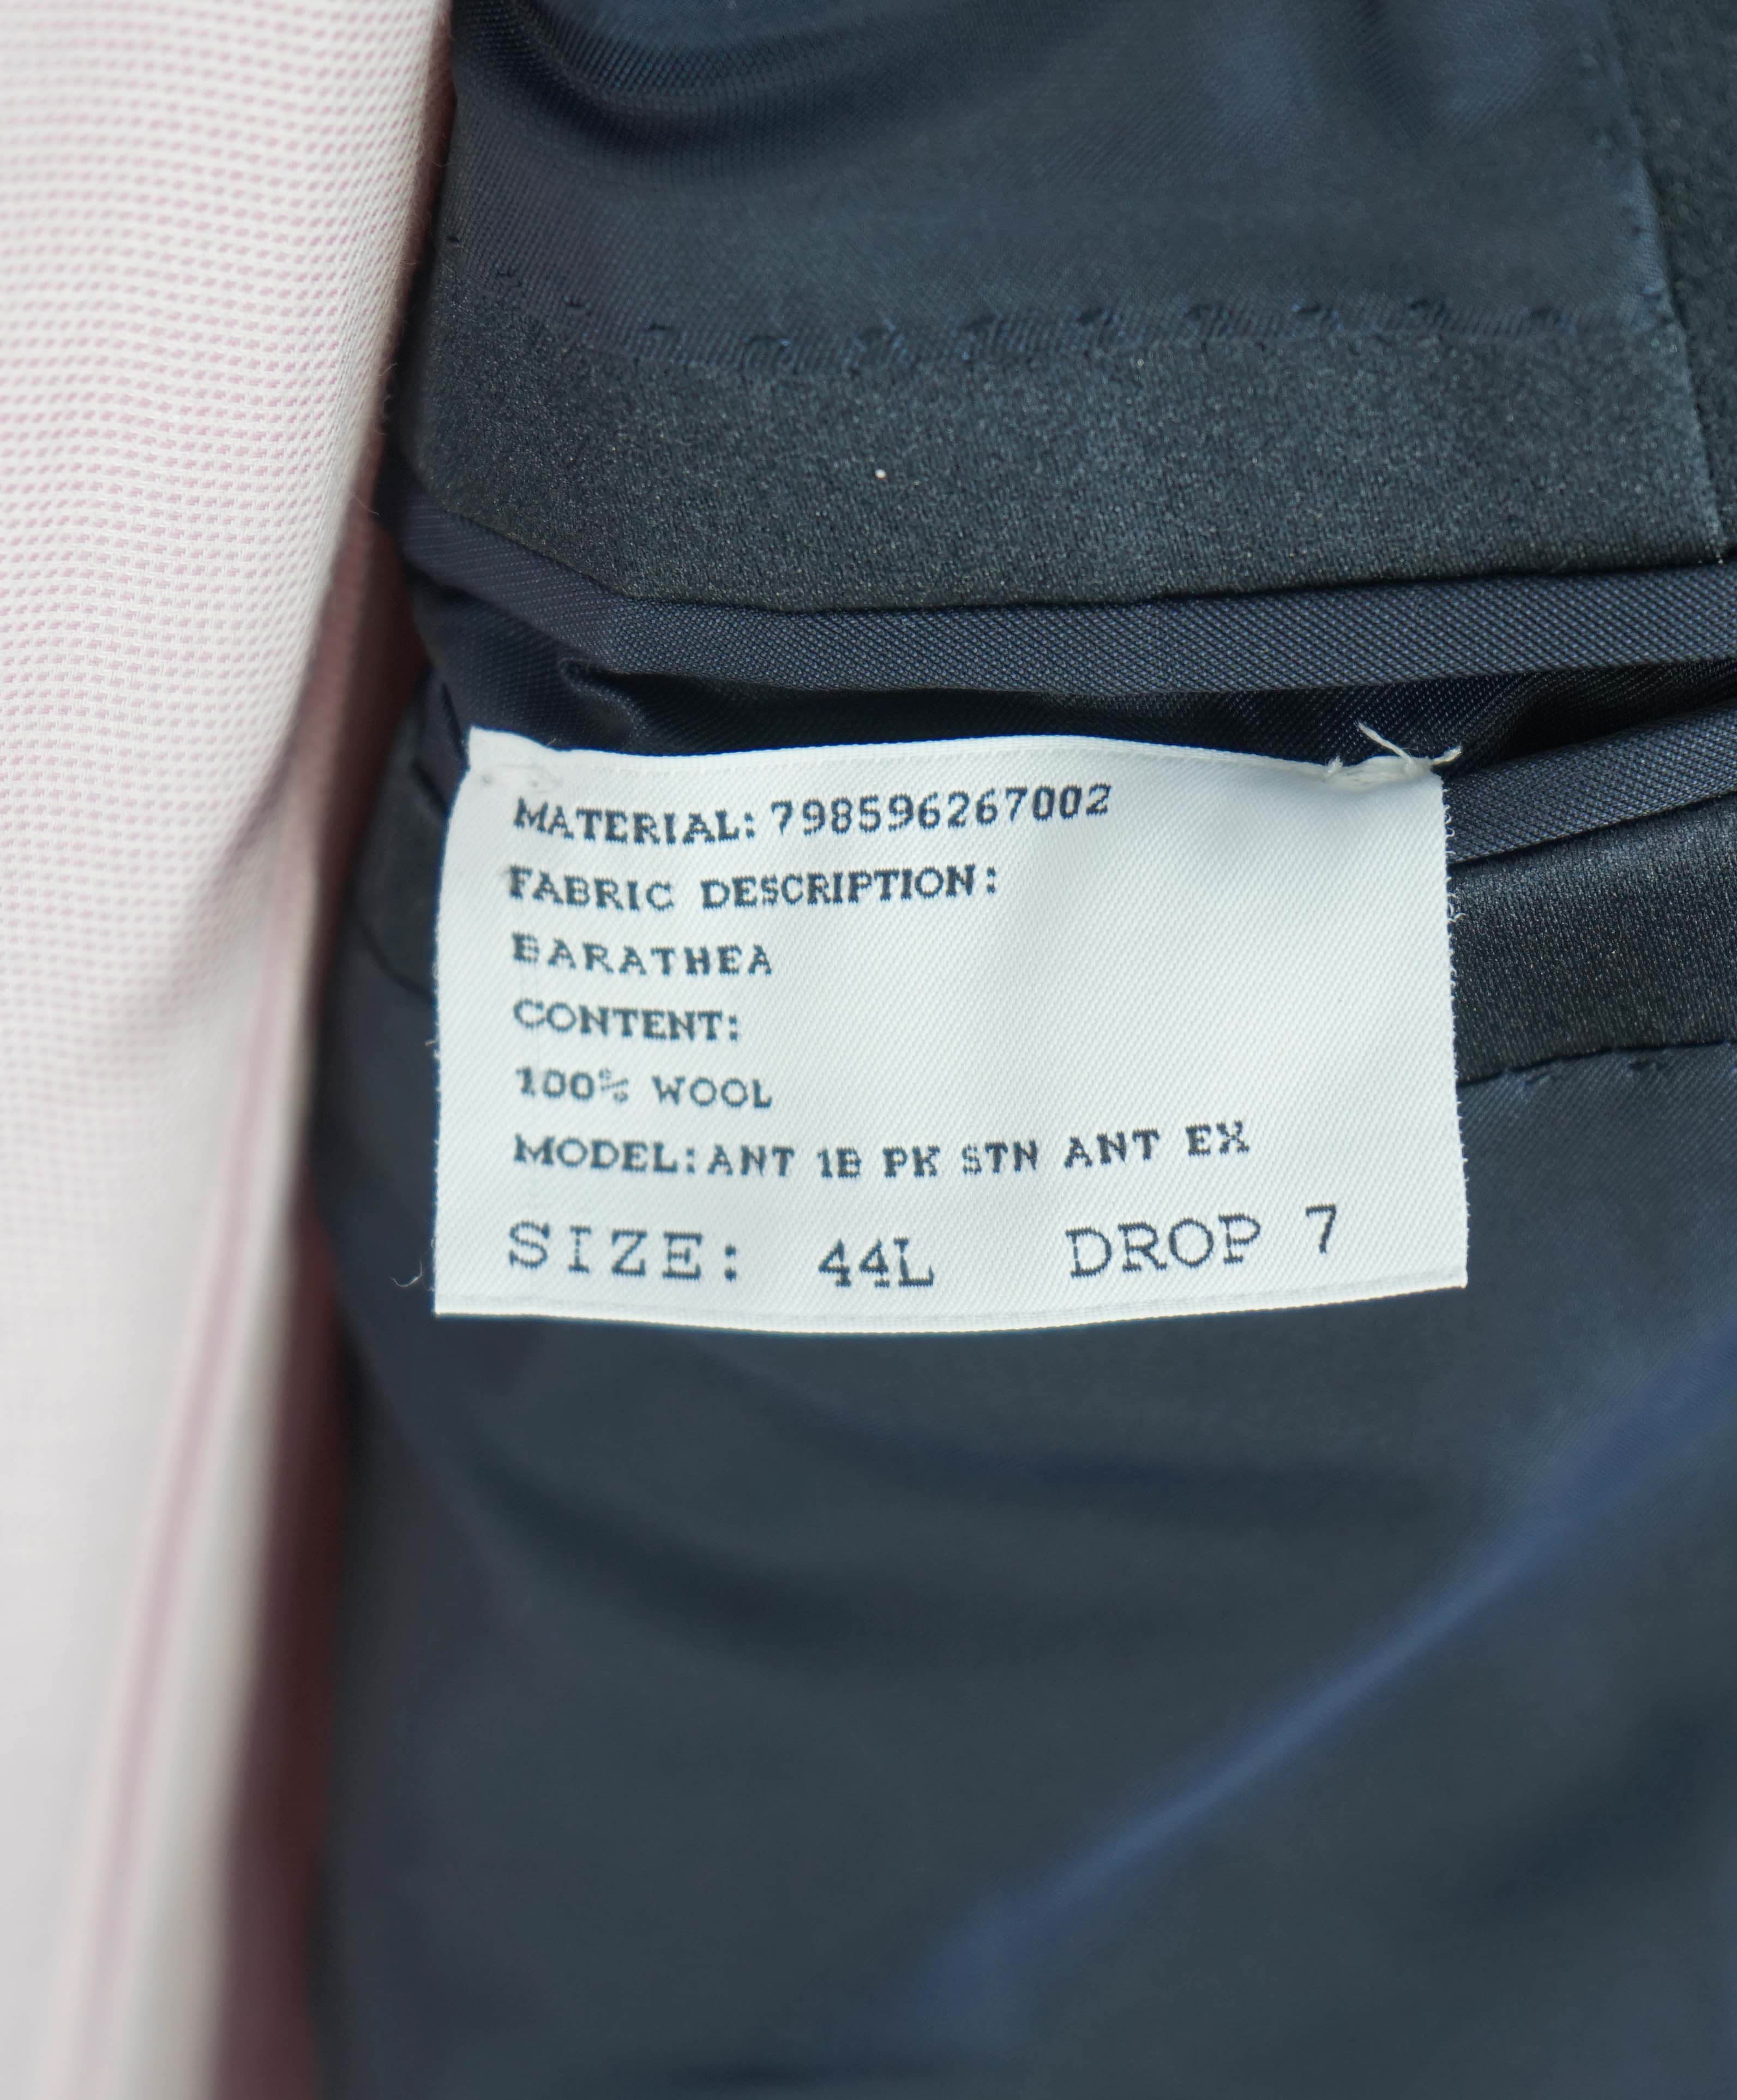 MATERIAL: 798596267002
FABRIC DESCRIPTION:
BARATHEA
CONTENT:
100% WOOL
MODEL: ANT 1B PK STN ANT EX
SIZE: 44L DROP 7